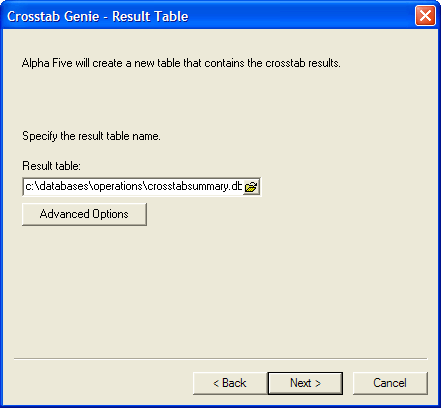 Crosstab Genie - Result Table
Alpha Five will create a new table that contains the crosstab results.
Specify the result table name.
Result table:
c:\databases\operations\crosstabsummary.db
Advanced Options
< Back
Next >
Cancel